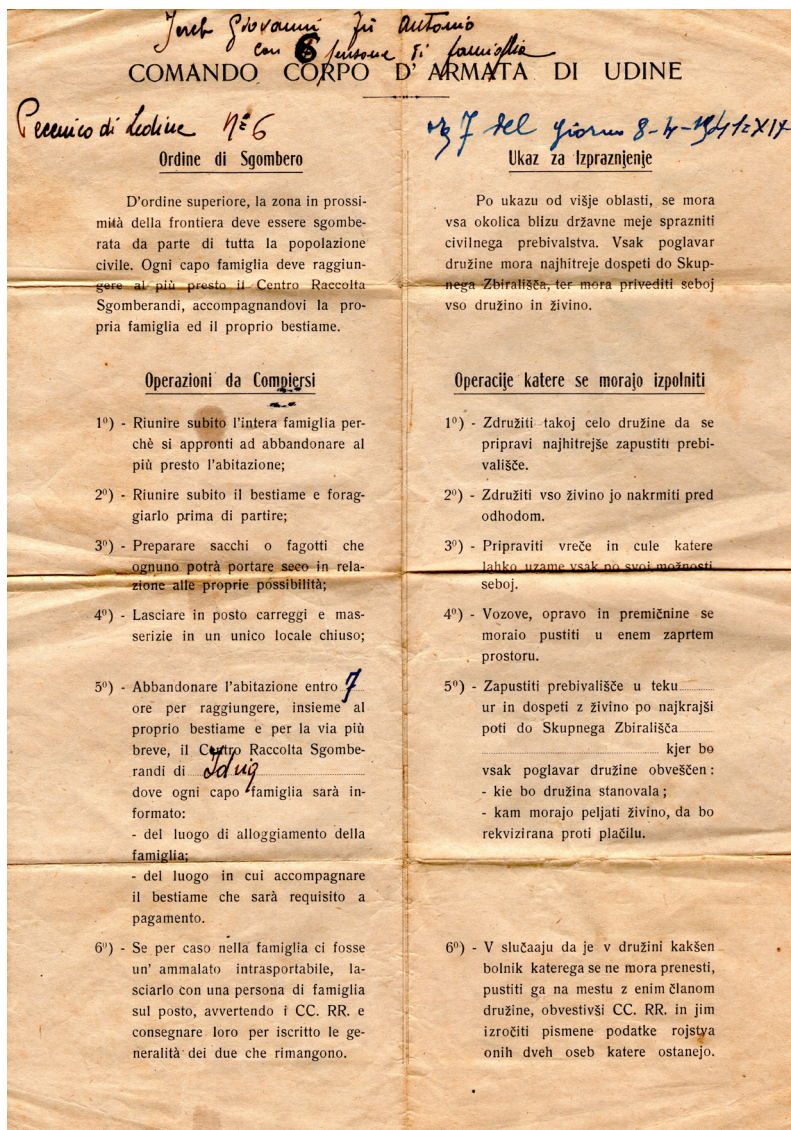 Giovanni fu Antonio
con 6 persone di famiglia
COMANDO CORPO D'ARMATA DI UDINE
di Ledine Nº 6
7 del giorno 8-4-1941=XIX
Ordine di Sgombero
D'ordine superiore, la zona in prossi-
mità della frontiera deve essere sgombe-
rata da parte di tutta la popolazione
civile. Ogni capo famiglia deve raggiun-
gere al più presto il Centro Raccolta
Sgomberandi, accompagnandovi la pro-
pria famiglia ed il proprio bestiame.
Operazioni da Compiersi
1º) - Riunire subito l'intera famiglia per-
chè si appronti ad abbandonare al
più presto l'abitazione;
2º) - Riunire subito il bestiame e forag-
giarlo prima di partire;
3º) - Preparare sacchi o fagotti che
ognuno potrà portare seco in rela-
zione alle proprie possibilità;
4º) - Lasciare in posto carreggi e mas-
serizie in un unico locale chiuso;
5º) - Abbandonare l'abitazione entro 7
ore per raggiungere, insieme al
proprio bestiame e per la via più
breve, il Centro Raccolta Sgombe-
randi di
dove ogni capo famiglia sarà in-
formato:
- del luogo di alloggiamento della
famiglia;
- del luogo in cui accompagnare
il bestiame che sarà requisito a
pagamento.
6º) - Se per caso nella famiglia ci fosse
un' ammalato intrasportabile, la-
sciarlo con una persona di famiglia
sul posto, avvertendo i CC. RR. e
consegnare loro per iscritto le ge-
neralità dei due che rimangono.
Ukaz za Izpraznjenje
Po ukazu od višje oblasti, se mora
vsa okolica blizu državne meje sprazniti
civilnega prebivalstva. Vsak poglavar
družine mora najhitreje dospeti do Skup-
nega Zbirališča, ter mora privediti seboj
vso družino in živino.
Operacije katere se morajo izpolniti
1º) - Združiti takoj celo družine da se
pripravi najhitrejše zapustiti prebi-
vališče.
2º) - Združiti vso živino jo nakrmiti pred
odhodom.
3º) - Pripraviti vreče in cule katere
lahko uzame vsak po svoj možnosti
seboj.
4º) - Vozove, opravo in premičnine se
moraio pustiti u enem zaprtem
prostoru.
5º) - Zapustiti prebivališče u teku
ur in dospeti z živino po najkrajši
poti do Skupnega Zbirališča
kjer bo
vsak poglavar družine obveščen :
- kie bo družina stanovala ;
- kam morajo peljati živino, da bo
rekvizirana proti plačilu.
6º) - V slučaaju da je v družini kakšen
bolnik katerega se ne mora prenesti,
pustiti ga na mestu z enim članom
družine, obvestivši CC. RR. in jim
izročiti pismene podatke rojstva
onih dveh oseb katere ostanejo.